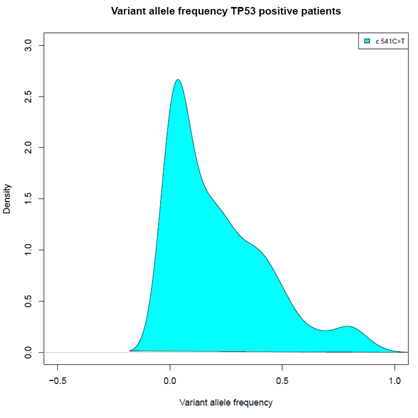 Variant allele frequency TP53 positive patients
c.541C>T
3.0
2.5
2.0
1.5
1.0
0.5
0.0
Density
−0.5 0.0 0.5 1.0
Variant allele frequency